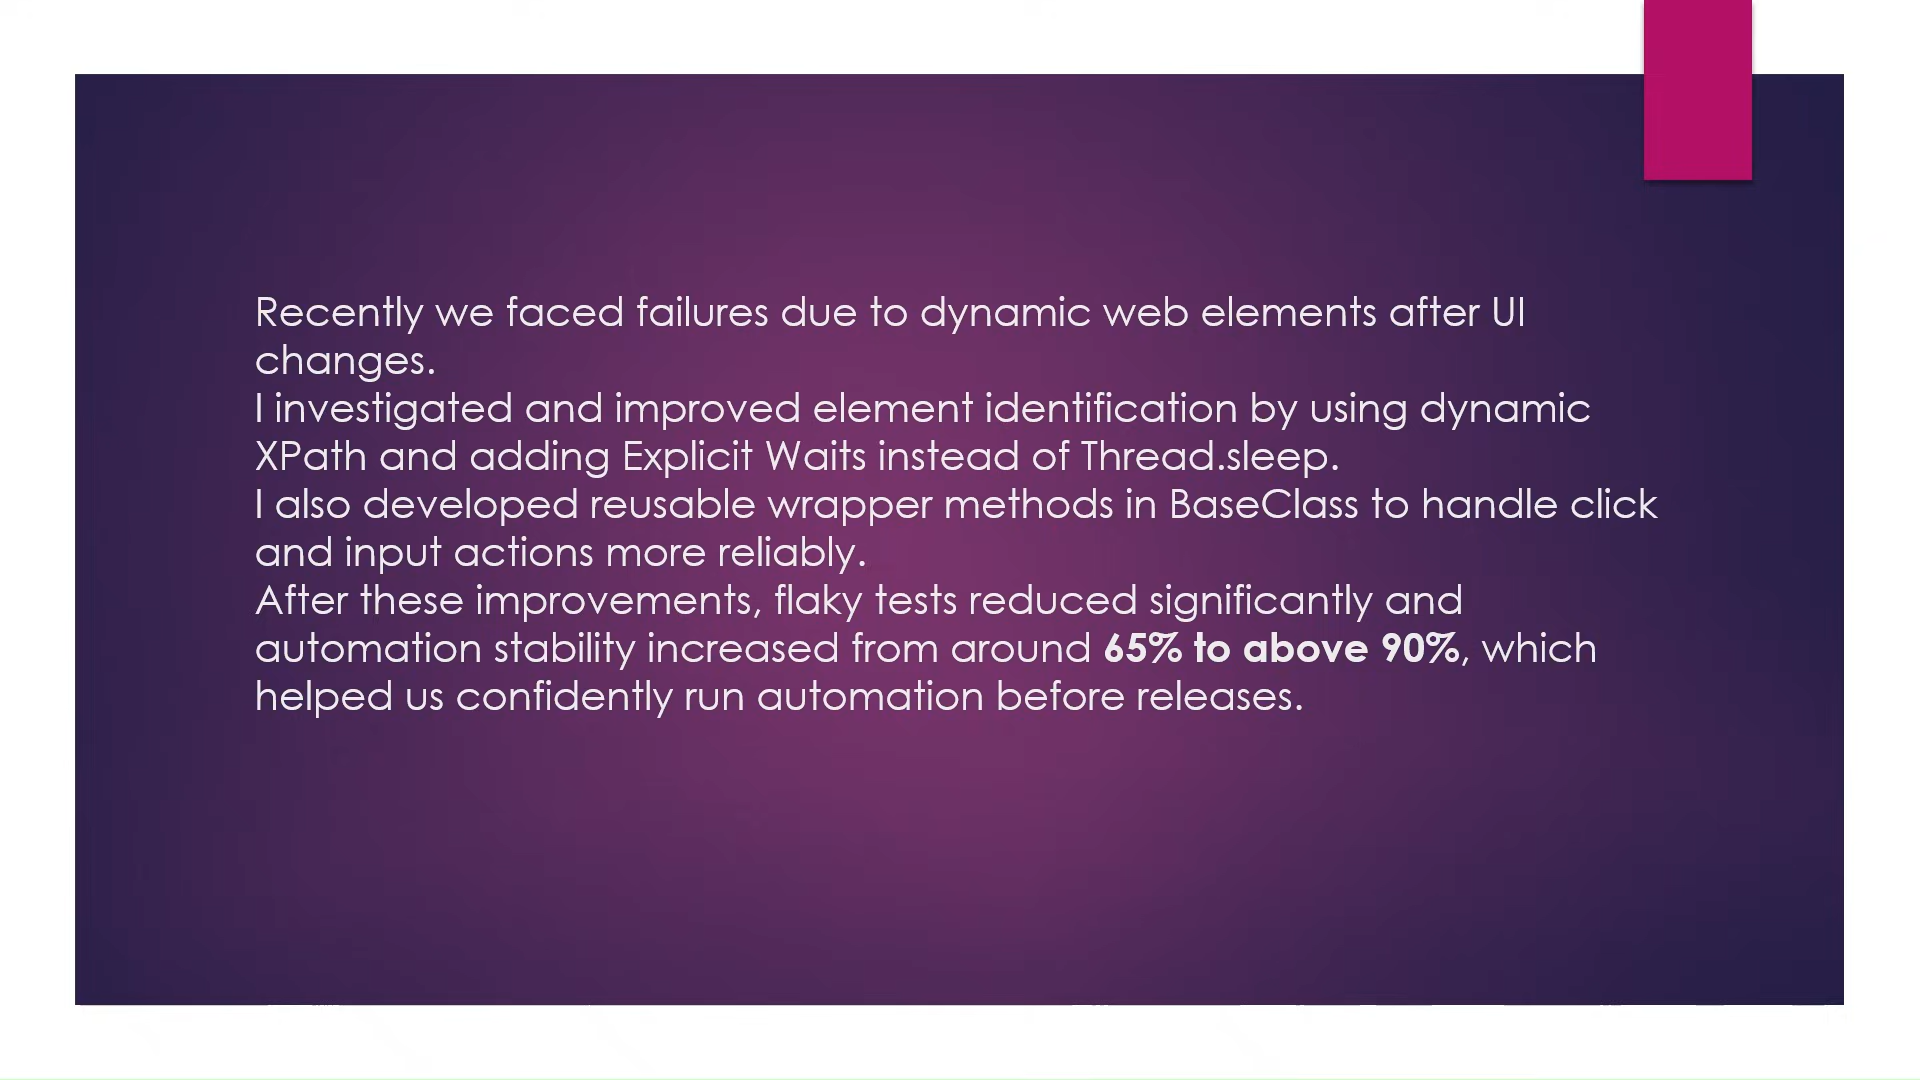 Recently we faced failures due to dynamic web elements after UI
changes.
I investigated and improved element identification by using dynamic
XPath and adding Explicit Waits instead of Thread.sleep.
I also developed reusable wrapper methods in BaseClass to handle click
and input actions more reliably.
After these improvements, flaky tests reduced significantly and
automation stability increased from around 65% to above 90%, which
helped us confidently run automation before releases.